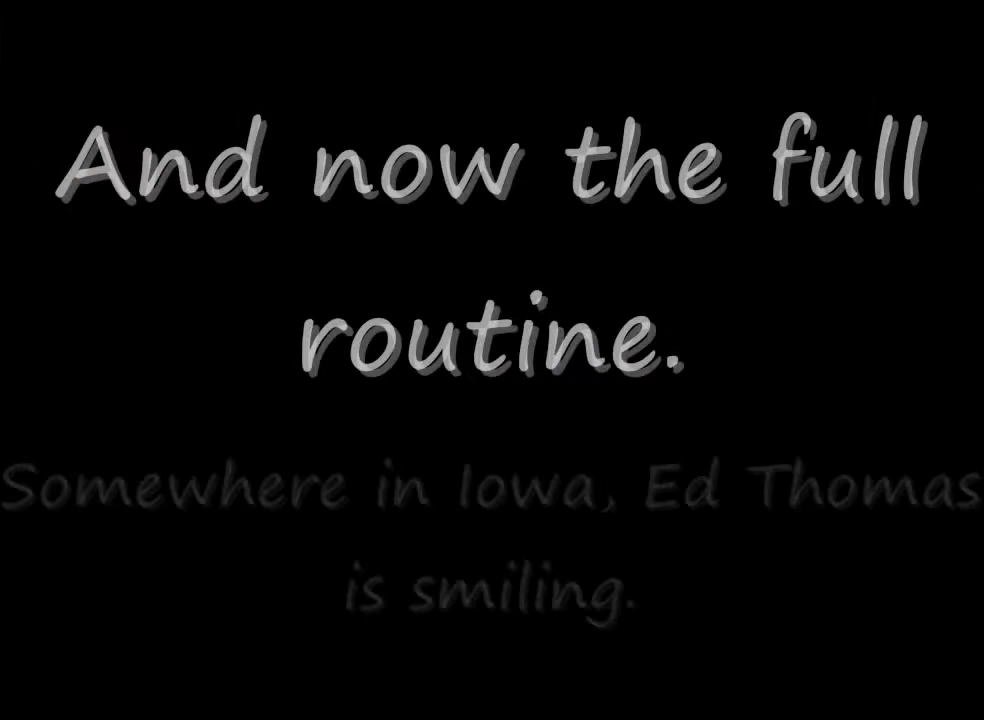 And now the full
routine.
Somewhere in Iowa, Ed Thomas
is smiling.